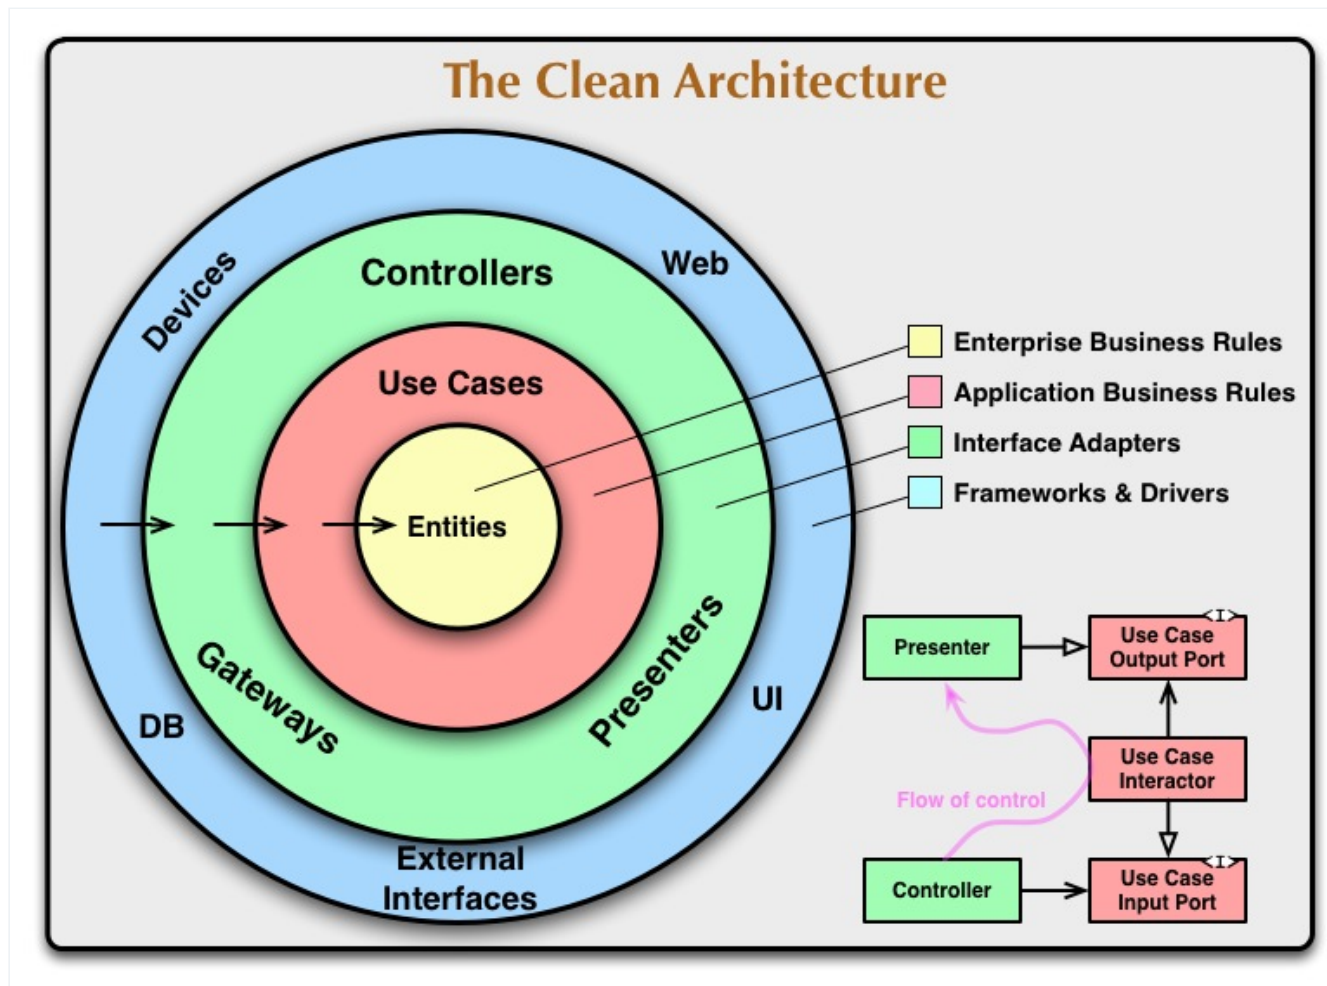 The Clean Architecture
Devices
Controllers
Web
Use Cases
Entities
Gateways
Presenters
DB
UI
External
Interfaces
Enterprise Business Rules
Application Business Rules
Interface Adapters
Frameworks & Drivers
Presenter
<I>
Use Case
Output Port
Use Case
Interactor
Flow of control
Controller
<I>
Use Case
Input Port